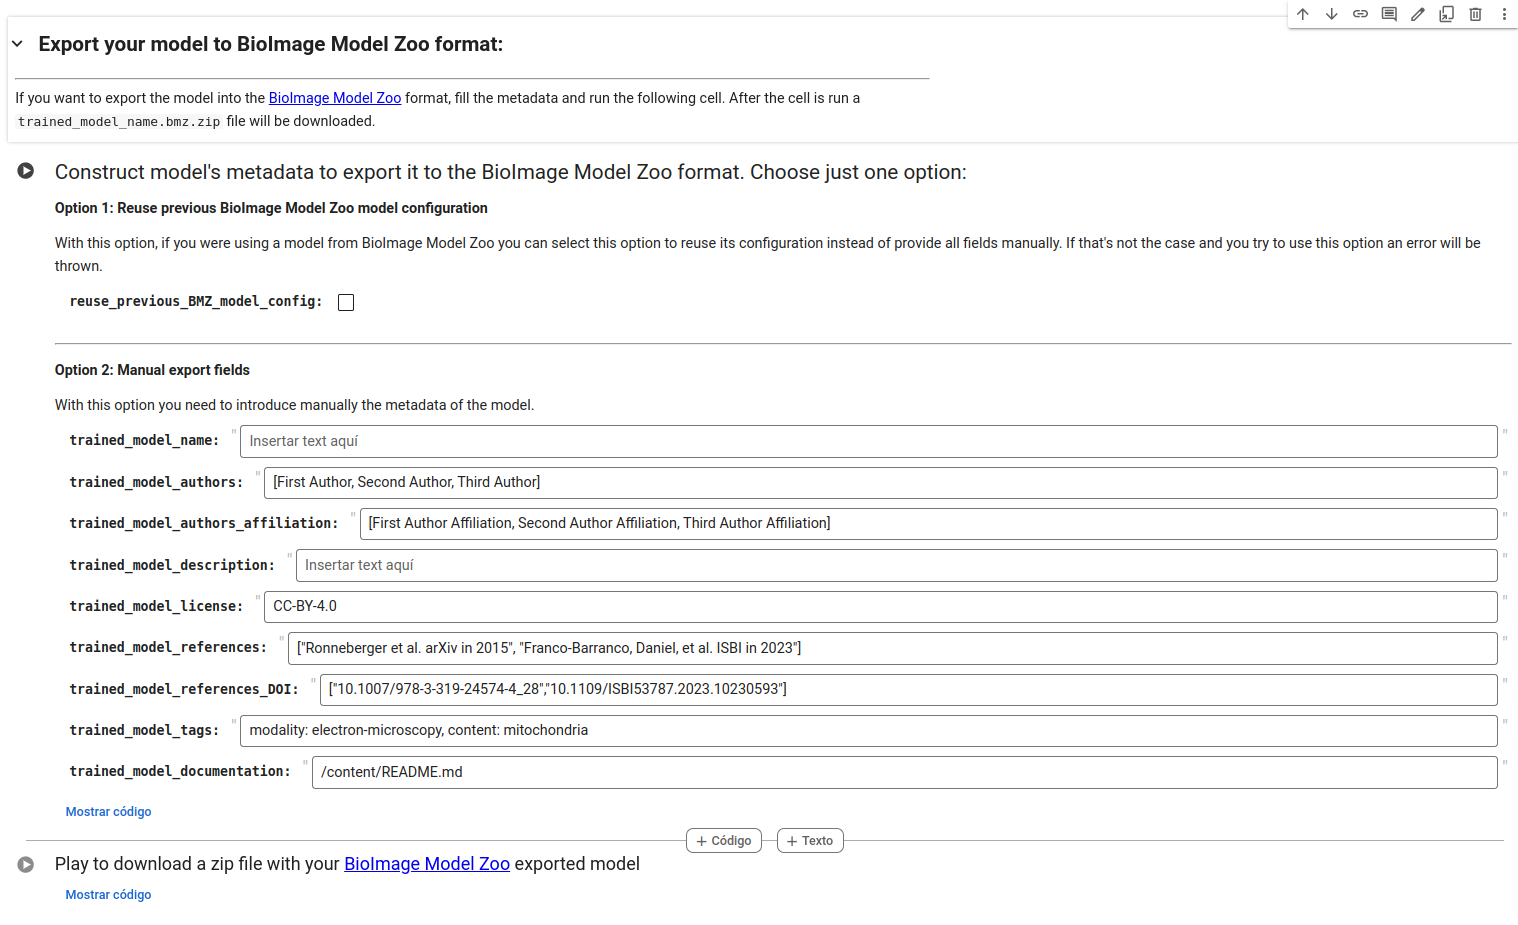 Export your model to BioImage Model Zoo format:
If you want to export the model into the BioImage Model Zoo format, fill the metadata and run the following cell. After the cell is run a
trained_model_name.bmz.zip file will be downloaded.
Construct model's metadata to export it to the BioImage Model Zoo format. Choose just one option:
Option 1: Reuse previous BioImage Model Zoo model configuration
With this option, if you were using a model from BioImage Model Zoo you can select this option to reuse its configuration instead of provide all fields manually. If that's not the case and you try to use this option an error will be
thrown.
reuse_previous_BMZ_model_config:
Option 2: Manual export fields
With this option you need to introduce manually the metadata of the model.
trained_model_name: " Insertar text aquí "
trained_model_authors: " [First Author, Second Author, Third Author] "
trained_model_authors_affiliation: " [First Author Affiliation, Second Author Affiliation, Third Author Affiliation] "
trained_model_description: " Insertar text aquí "
trained_model_license: " CC-BY-4.0 "
trained_model_references: " ["Ronneberger et al. arXiv in 2015", "Franco-Barranco, Daniel, et al. ISBI in 2023"] "
trained_model_references_DOI: " ["10.1007/978-3-319-24574-4_28","10.1109/ISBI53787.2023.10230593"] "
trained_model_tags: " modality: electron-microscopy, content: mitochondria "
trained_model_documentation: " /content/README.md "
Mostrar código
+ Código + Texto
Play to download a zip file with your BioImage Model Zoo exported model
Mostrar código